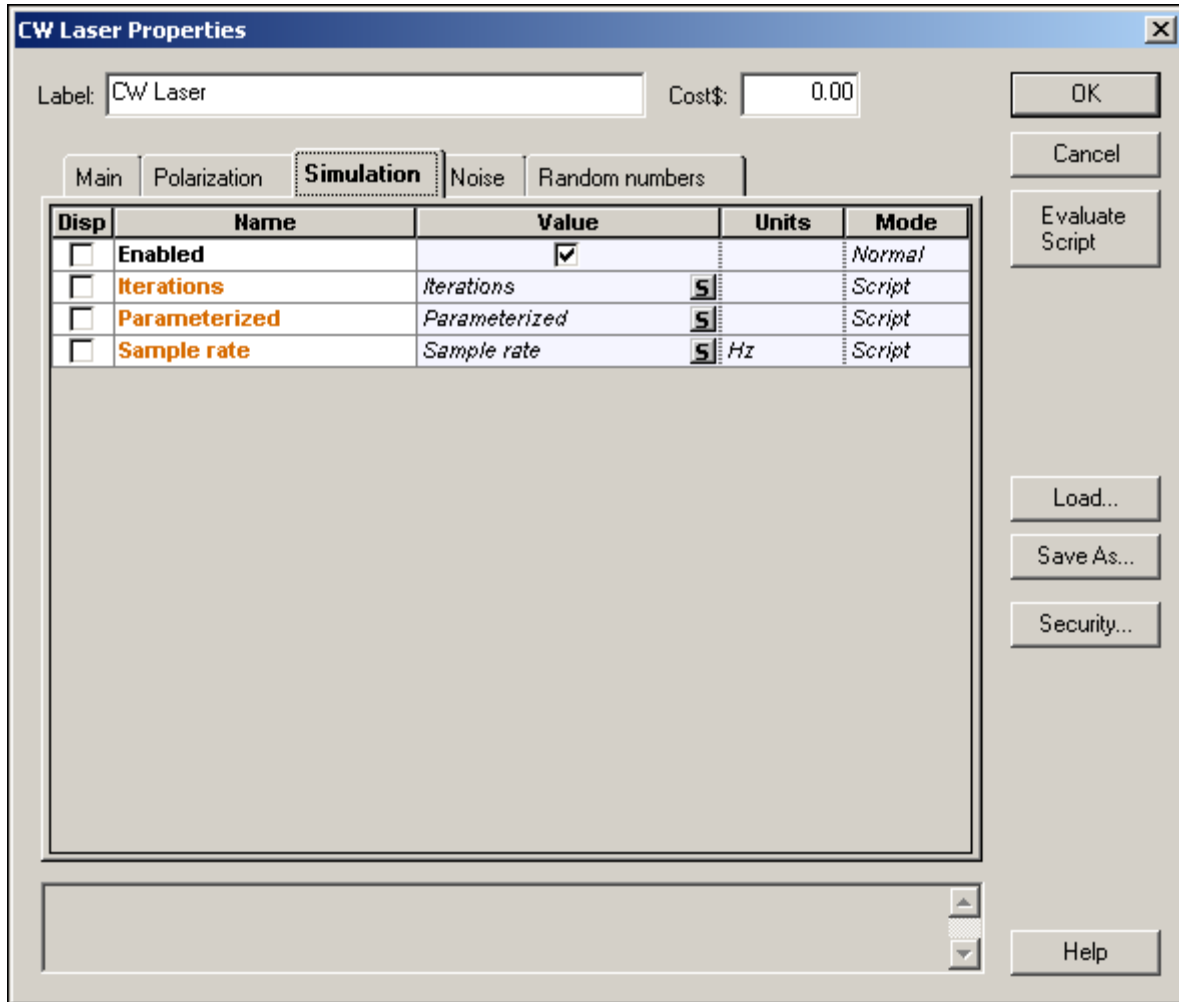 CW Laser Properties
Label: CW Laser Cost$: 0.00 OK
Cancel
Main Polarization Simulation Noise Random numbers
Evaluate Script
Disp Name Value Units Mode
Enabled Normal
Iterations Iterations S Script
Parameterized Parameterized S Script
Sample rate Sample rate S Hz Script
Load...
Save As...
Security...
Help